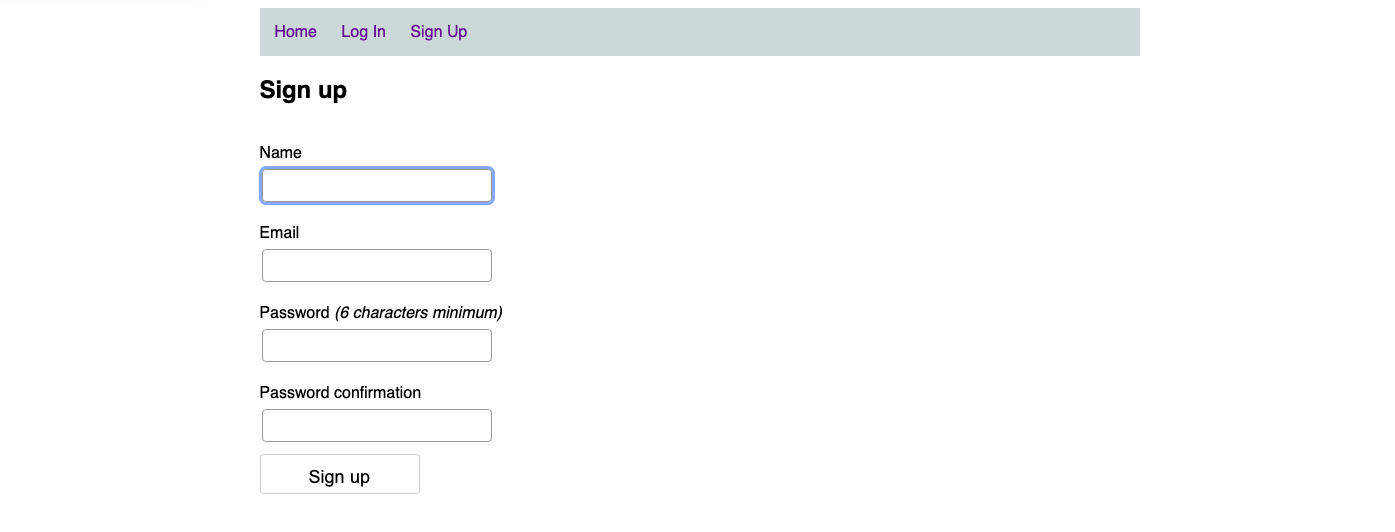 Home Log In Sign Up
Sign up
Name
Email
Password (6 characters minimum)
Password confirmation
Sign up